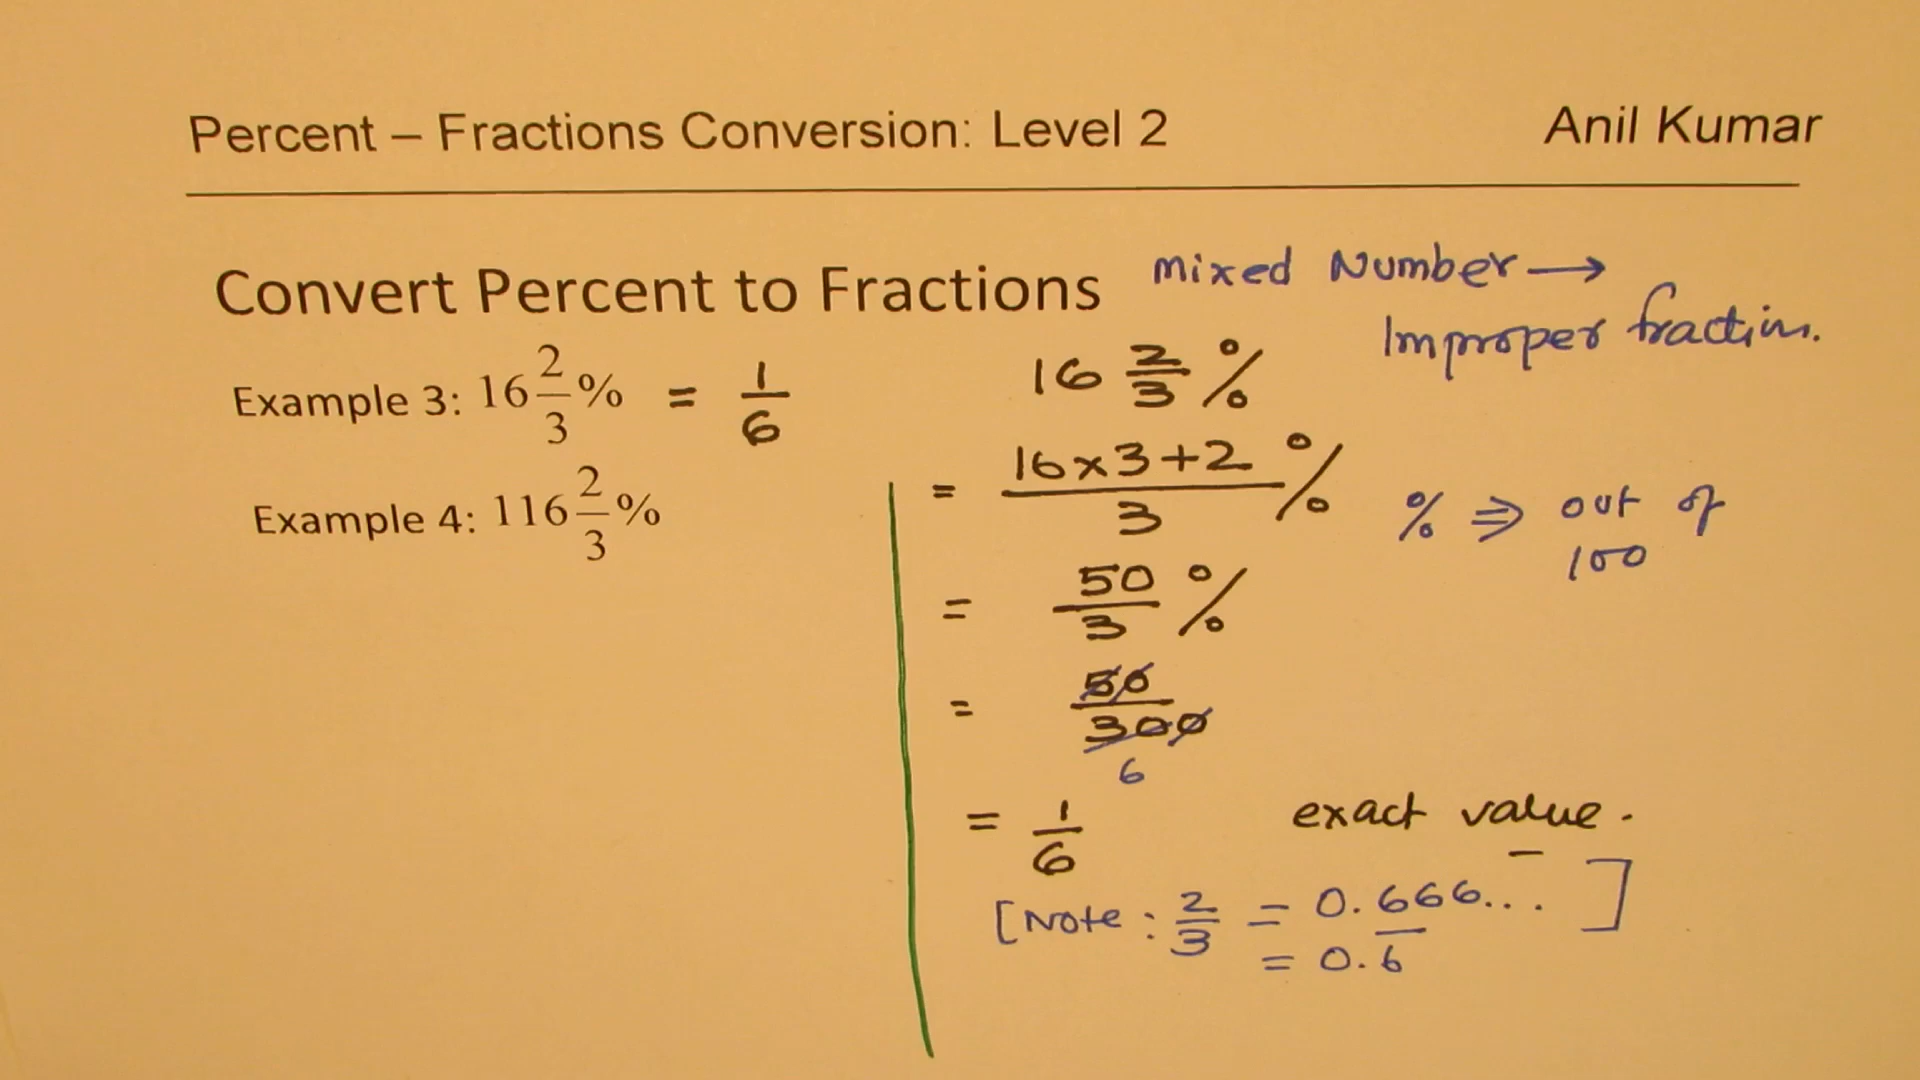 Percent – Fractions Conversion: Level 2 Anil Kumar
Convert Percent to Fractions
Example 3: 16 2/3 % = 1/6
Example 4: 116 2/3 %
Mixed Number →
Improper fraction.
16 2/3 %
= (16×3+2)/3 %
% ⇒ out of
100
= 50/3 %
= 50/300
6
= 1/6 exact value.
[Note: 2/3 = 0.666... ]
= 0.6̅